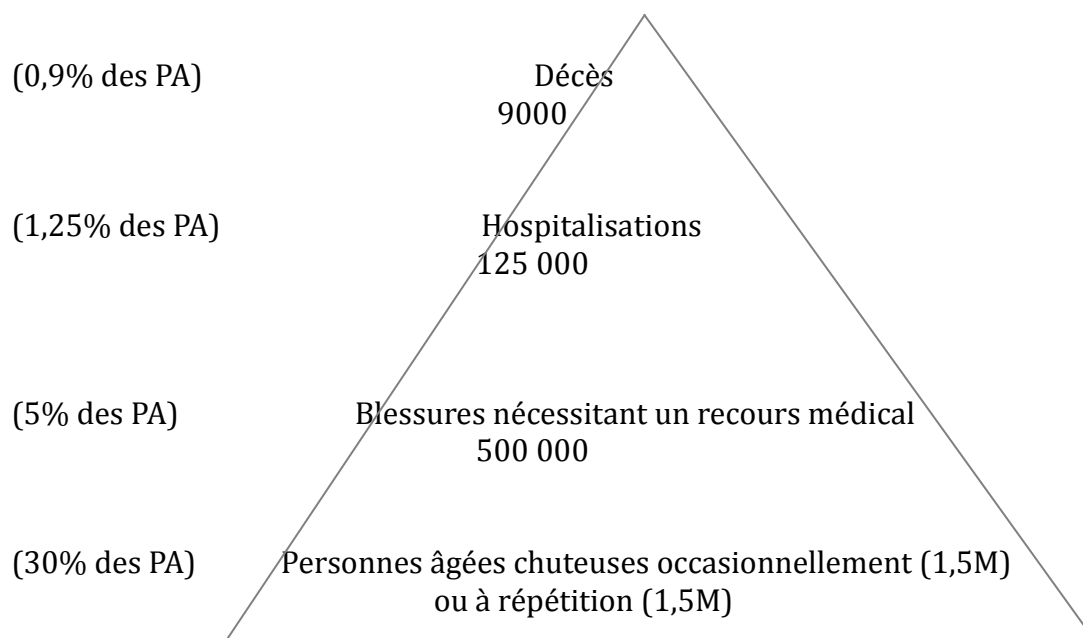 (0,9% des PA) Décès
9000
(1,25% des PA) Hospitalisations
125 000
(5% des PA) Blessures nécessitant un recours médical
500 000
(30% des PA) Personnes âgées chuteuses occasionnellement (1,5M)
ou à répétition (1,5M)